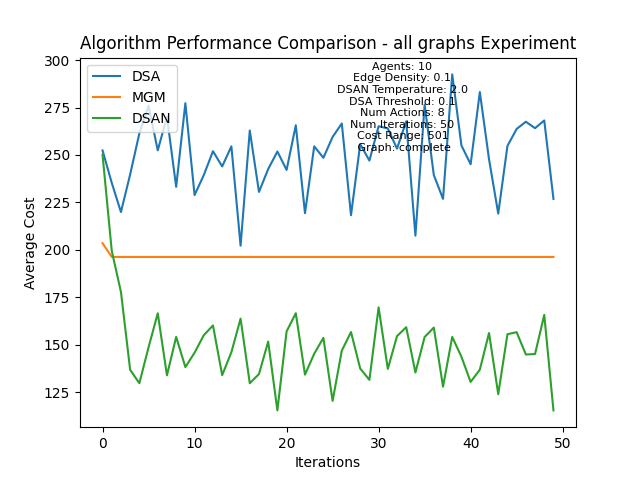 Algorithm Performance Comparison - all graphs Experiment
300
275
250
225
200
175
150
125
Average Cost
DSA
MGM
DSAN
Agents: 10
Edge Density: 0.1
DSAN Temperature: 2.0
DSA Threshold: 0.1
Num Actions: 8
Num Iterations: 50
Cost Range: 501
Graph: complete
0
10
20
30
40
50
Iterations